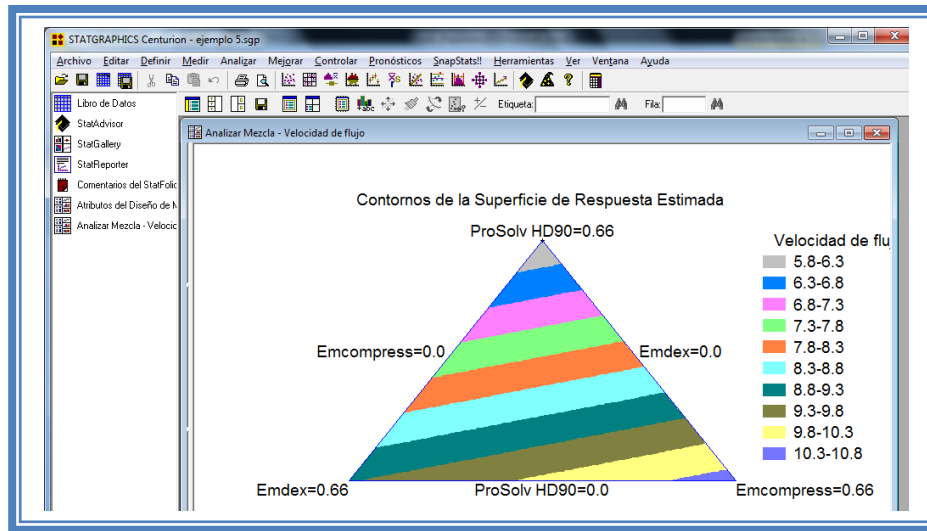 STATGRAPHICS Centurion - ejemplo 5.sgp
Archivo Editar Definir Medir Analizar Mejorar Controlar Pronósticos SnapStats!! Herramientas Ver Ventana Ayuda
Etiqueta: Fila:
Libro de Datos
StatAdvisor
StatGallery
StatReporter
Comentarios del StatFolio
Atributos del Diseño de M
Analizar Mezcla - Velocid
Analizar Mezcla - Velocidad de flujo
Contornos de la Superficie de Respuesta Estimada
ProSolv HD90=0.66
Emcompress=0.0
Emdex=0.0
Emdex=0.66
ProSolv HD90=0.0
Emcompress=0.66
Velocidad de fluj
5.8-6.3
6.3-6.8
6.8-7.3
7.3-7.8
7.8-8.3
8.3-8.8
8.8-9.3
9.3-9.8
9.8-10.3
10.3-10.8